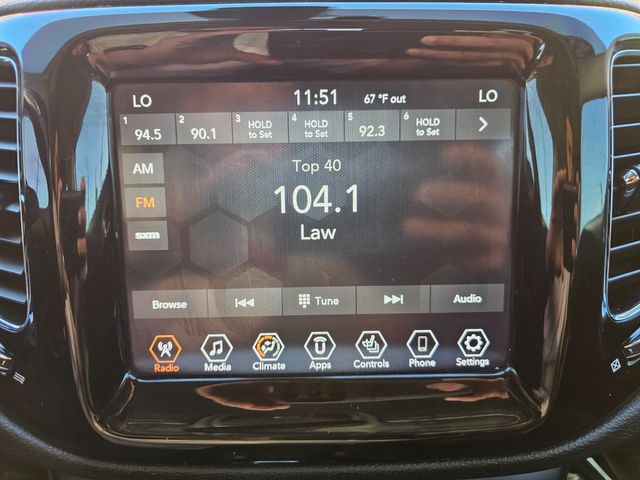 LO 11:51 67 °F out LO
1 94.5 2 90.1 3 HOLD to Set 4 HOLD to Set 5 92.3 6 HOLD to Set
AM
Top 40
FM
104.1
sxm
Law
Browse Tune Audio
Radio Media Climate Apps Controls Phone Settings